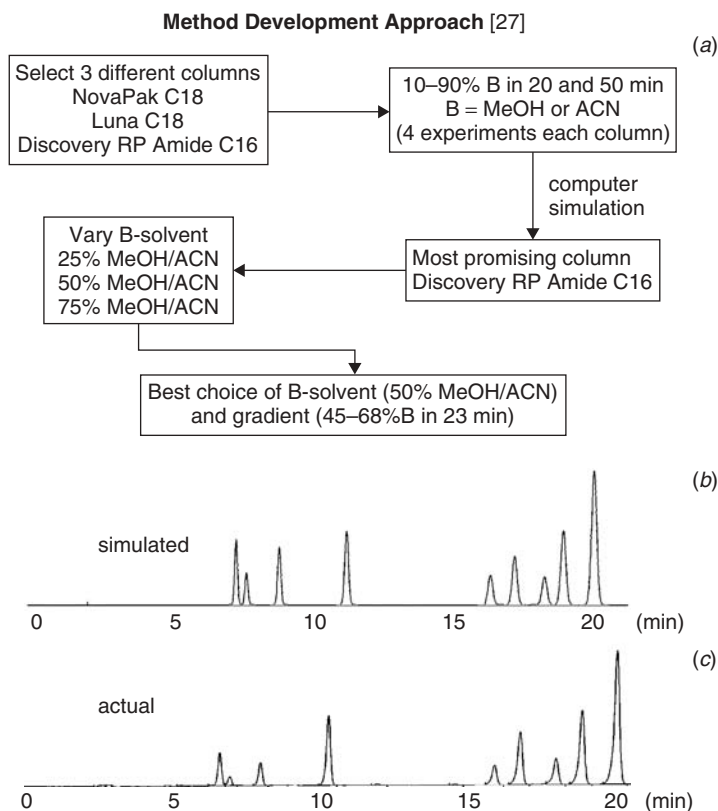 Method Development Approach [27]
(a)
Select 3 different columns
NovaPak C18
Luna C18
Discovery RP Amide C16
10–90% B in 20 and 50 min
B = MeOH or ACN
(4 experiments each column)
computer
simulation
Vary B-solvent
25% MeOH/ACN
50% MeOH/ACN
75% MeOH/ACN
Most promising column
Discovery RP Amide C16
Best choice of B-solvent (50% MeOH/ACN)
and gradient (45–68%B in 23 min)
(b)
simulated
0 5 10 15 20 (min)
(c)
actual
0 5 10 15 20 (min)